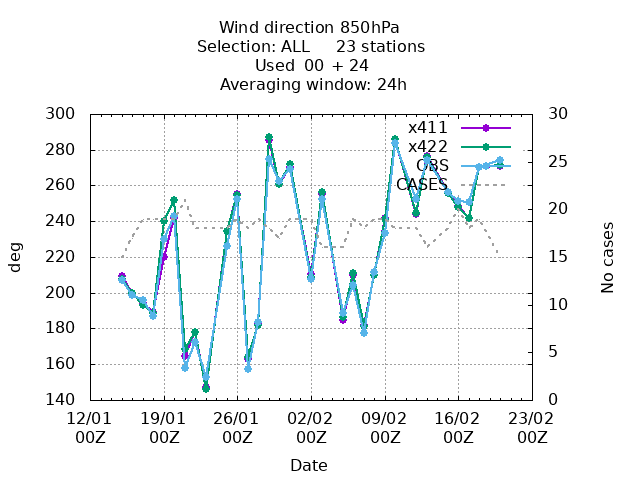 Wind direction 850hPa
Selection: ALL 23 stations
Used 00 + 24
Averaging window: 24h
300 30
x411
x422
280
OBS 25
CASES
260
240 20
220 15
deg
No cases
200 10
180
160 5
140 0
12/01 19/01 26/01 02/02 09/02 16/02 23/02
00Z 00Z 00Z 00Z 00Z 00Z 00Z
Date